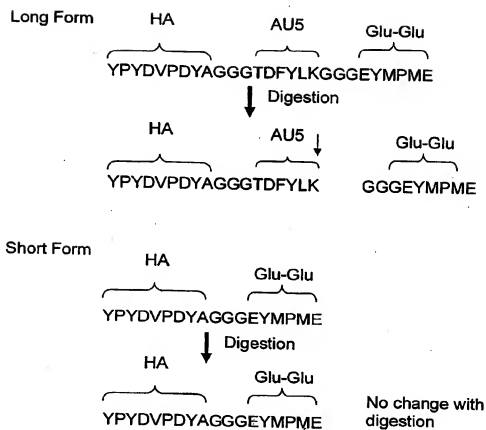 Long Form
HA AU5 Glu-Glu
YPYDVPDYAGGGTDFYLKGGGEYMPME
Digestion
HA AU5 Glu-Glu
YPYDVPDYAGGGTDFYLK GGGEYMPME
Short Form
HA Glu-Glu
YPYDVPDYAGGGEYMPME
Digestion
HA Glu-Glu
YPYDVPDYAGGGEYMPME No change with
digestion